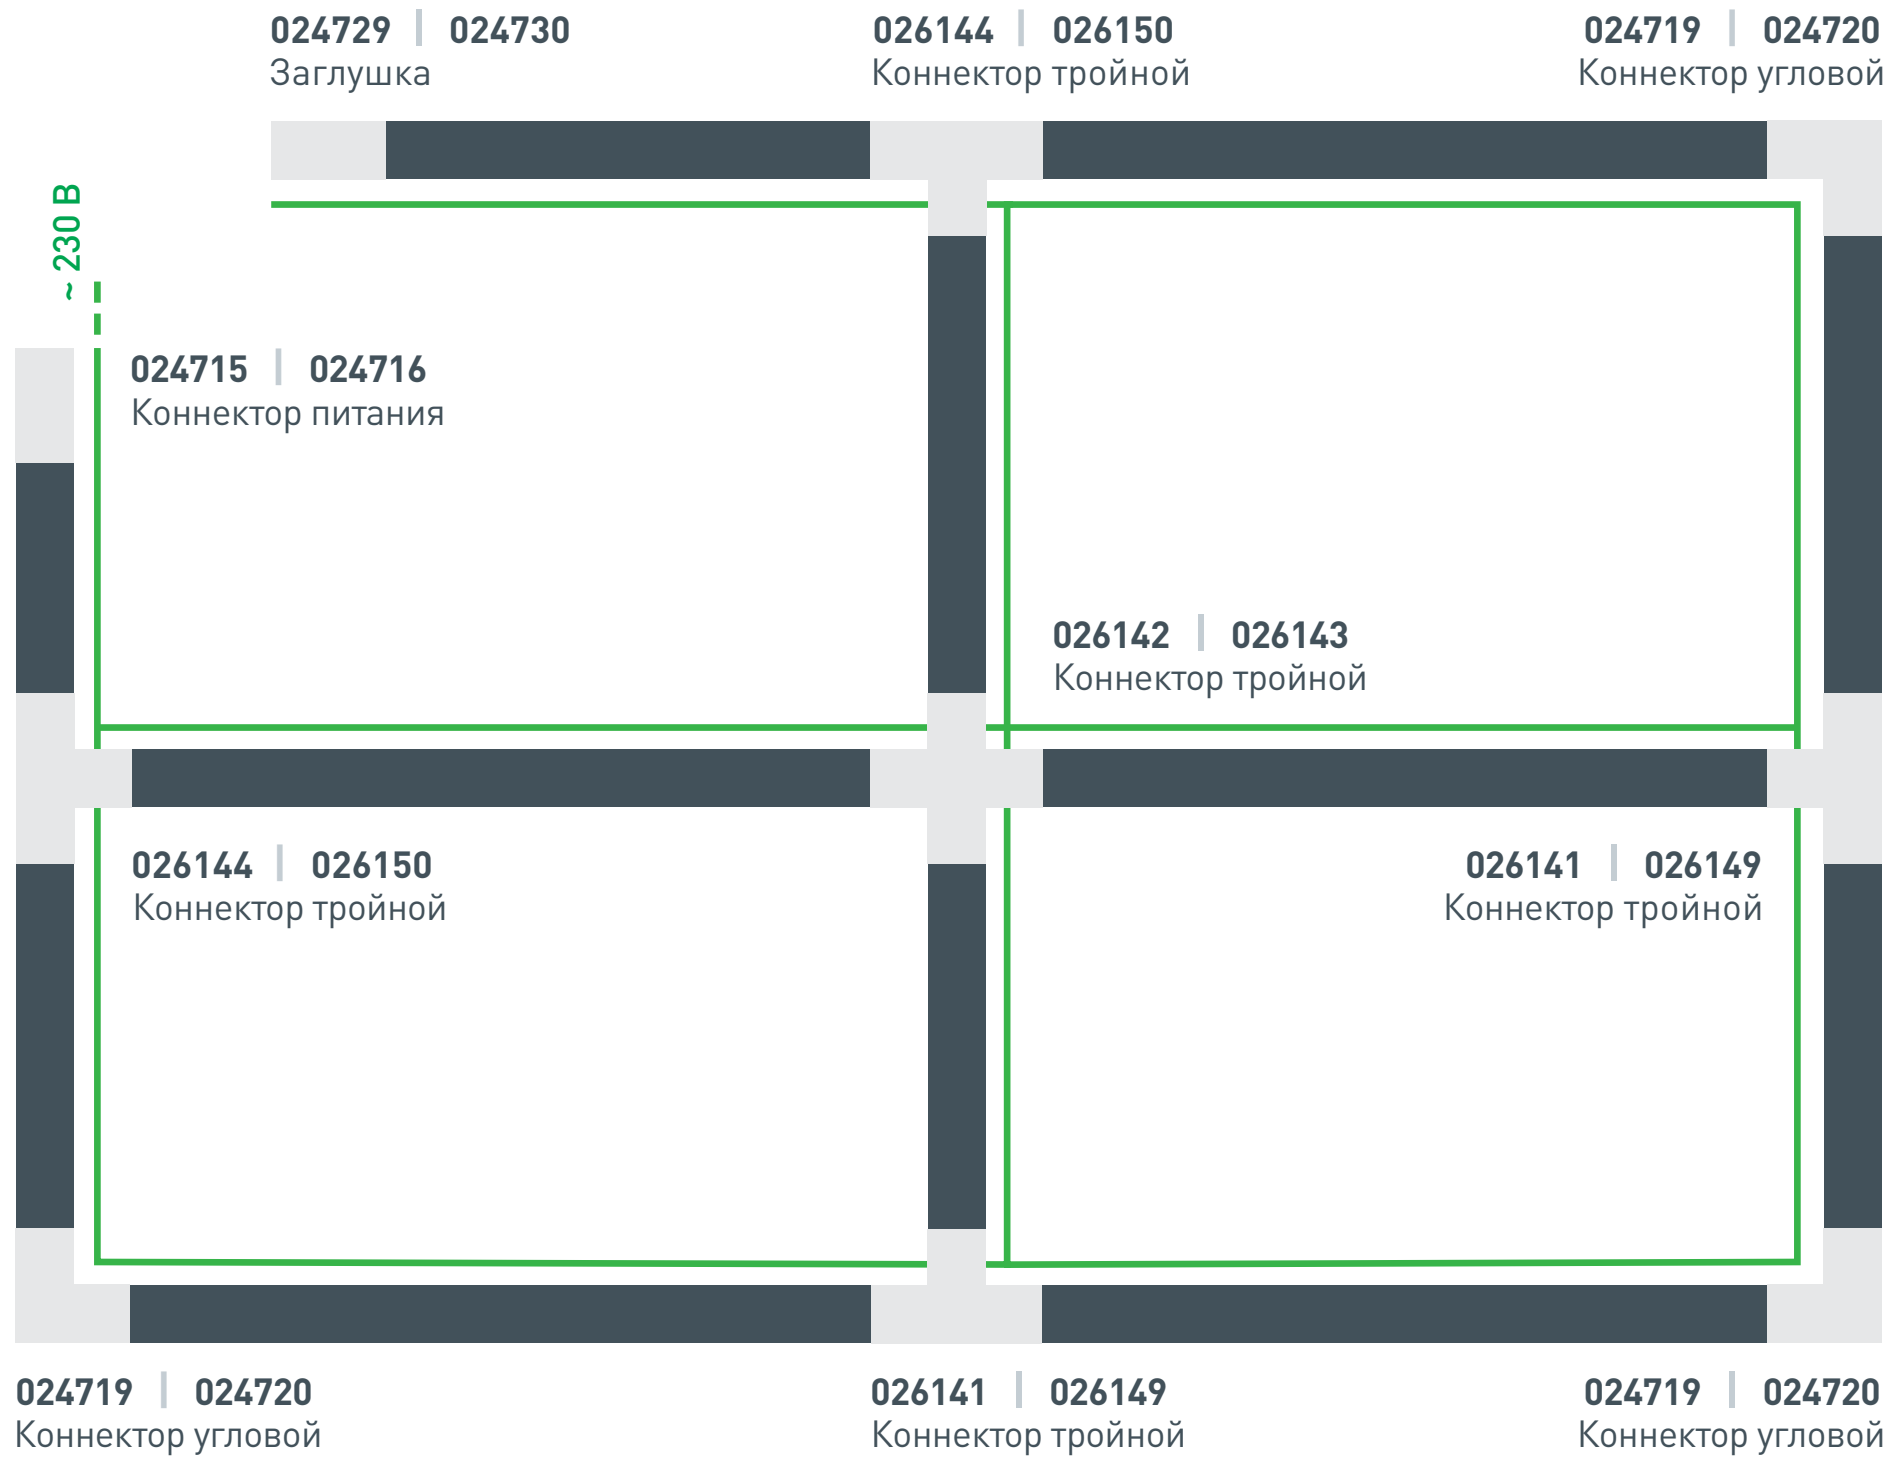 024729 | 024730
Заглушка
026144 | 026150
Коннектор тройной
024719 | 024720
Коннектор угловой
~ 230 В
024715 | 024716
Коннектор питания
026142 | 026143
Коннектор тройной
026144 | 026150
Коннектор тройной
026141 | 026149
Коннектор тройной
024719 | 024720
Коннектор угловой
026141 | 026149
Коннектор тройной
024719 | 024720
Коннектор угловой